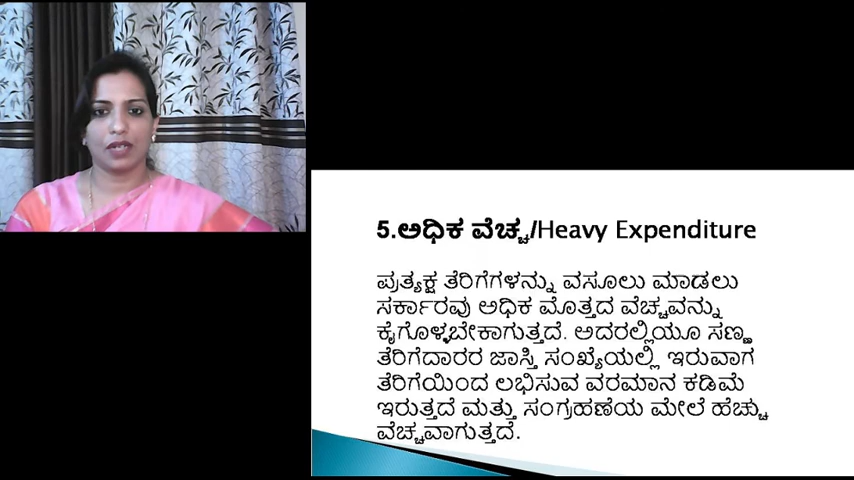 5.ಅಧಿಕ ವೆಚ್ಚ/Heavy Expenditure
ಪ್ರತ್ಯಕ್ಷ ತೆರಿಗೆಗಳನ್ನು ವಸೂಲು ಮಾಡಲು
ಸರ್ಕಾರವು ಅಧಿಕ ಮೊತ್ತದ ವೆಚ್ಚವನ್ನು
ಕೈಗೊಳ್ಳಬೇಕಾಗುತ್ತದೆ. ಅದರಲ್ಲಿಯೂ ಸಣ್ಣ
ತೆರಿಗೆದಾರರ ಜಾಸ್ತಿ ಸಂಖ್ಯೆಯಲ್ಲಿ ಇರುವಾಗ
ತೆರಿಗೆಯಿಂದ ಲಭಿಸುವ ವರಮಾನ ಕಡಿಮೆ
ಇರುತ್ತದೆ ಮತ್ತು ಸಂಗ್ರಹಣೆಯ ಮೇಲೆ ಹೆಚ್ಚು
ವೆಚ್ಚವಾಗುತ್ತದೆ.